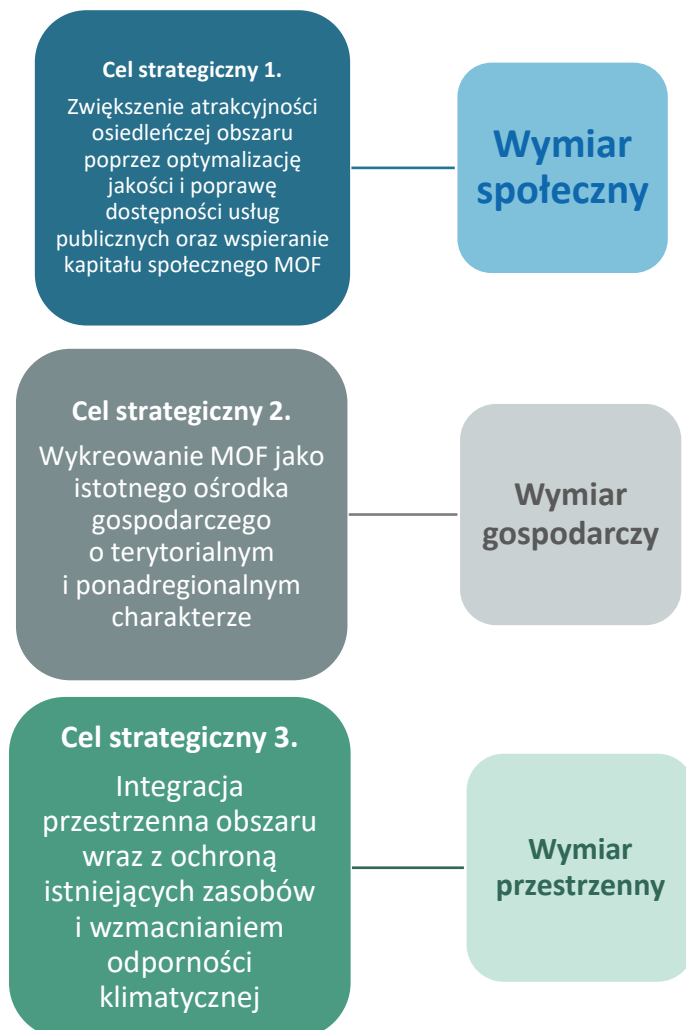 Cel strategiczny 1.
Zwiększenie atrakcyjności
osiedleńczej obszaru
poprzez optymalizację
jakości i poprawę
dostępności usług
publicznych oraz wspieranie
kapitału społecznego MOF
Wymiar
społeczny
Cel strategiczny 2.
Wykreowanie MOF jako
istotnego ośrodka
gospodarczego
o terytorialnym
i ponadregionalnym
charakterze
Wymiar
gospodarczy
Cel strategiczny 3.
Integracja
przestrzenna obszaru
wraz z ochroną
istniejących zasobów
i wzmacnianiem
odporności
klimatycznej
Wymiar
przestrzenny